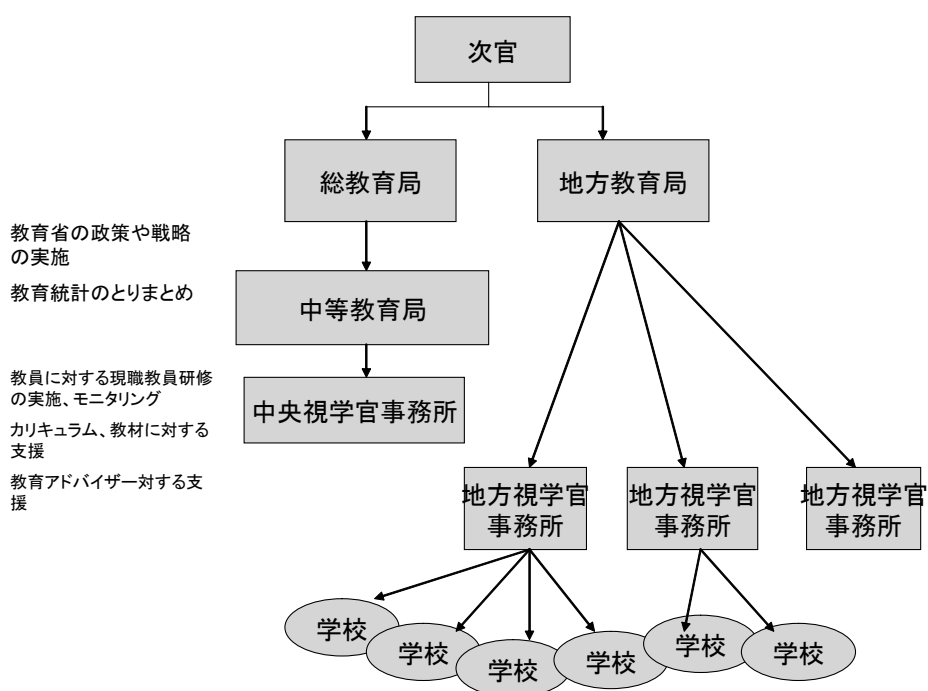 次官
総教育局
地方教育局
教育省の政策や戦略
の実施
教育統計のとりまとめ
中等教育局
教員に対する現職教員研修
の実施、モニタリング
カリキュラム、教材に対する
支援
教育アドバイザー対する支
援
中央視学官事務所
地方視学官
事務所
地方視学官
事務所
地方視学官
事務所
学校
学校
学校
学校
学校
学校